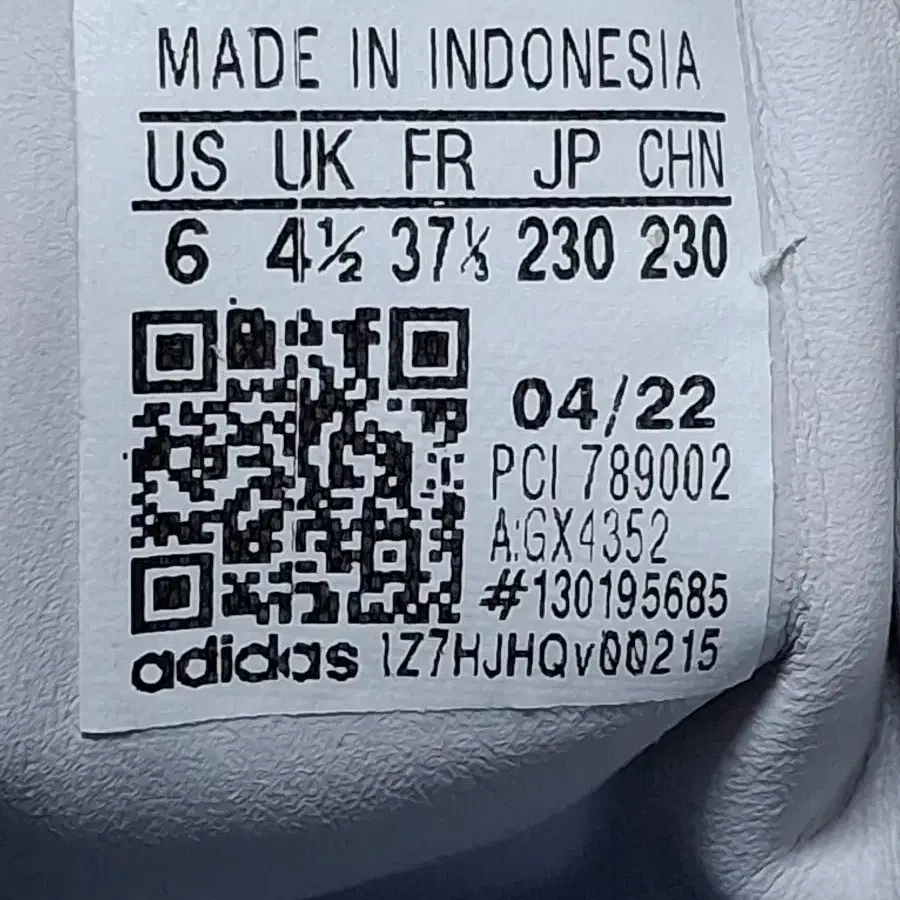 MADE IN INDONESIA
US UK FR JP CHN
6 4½ 37⅓ 230 230
04/22
PCI 789002
A:GX4352
#130195685
adidas 1Z7HJHQv00215